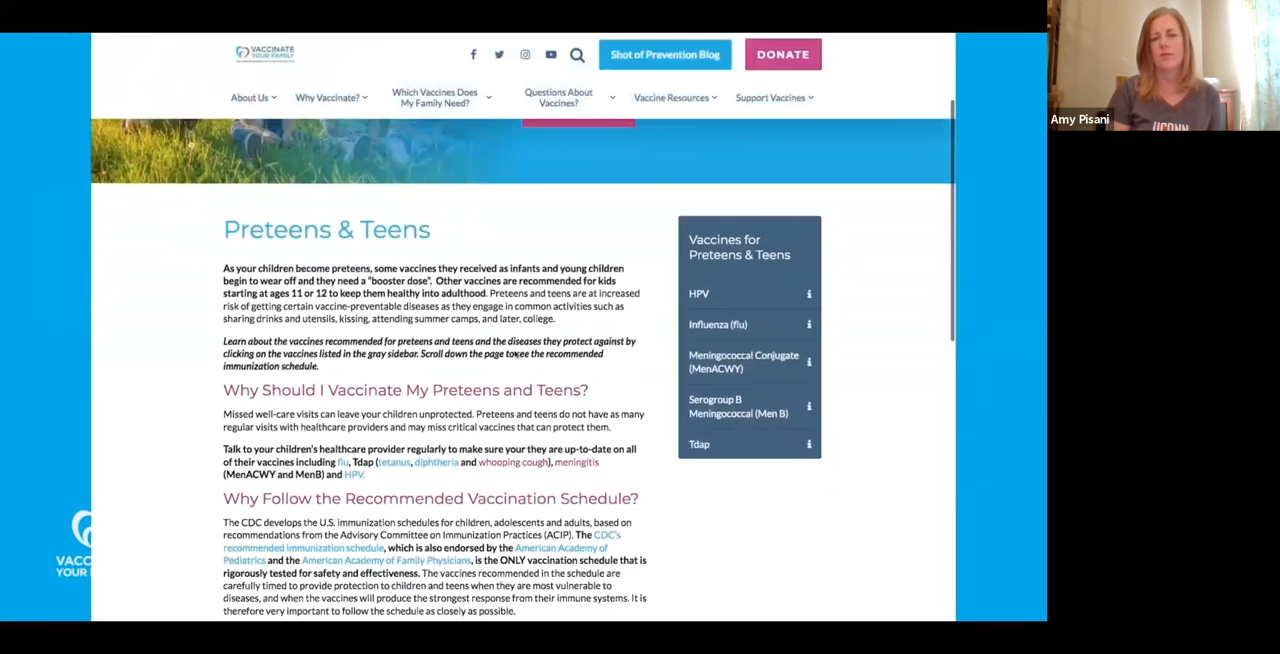 VACCINATE
YOUR FAMILY
Shot of Prevention Blog
DONATE
About Us
Why Vaccinate?
Which Vaccines Does
My Family Need?
Questions About
Vaccines?
Vaccine Resources
Support Vaccines
Amy Pisani
UCONN
Preteens & Teens
As your children become preteens, some vaccines they received as infants and young children
begin to wear off and they need a "booster dose". Other vaccines are recommended for kids
starting at ages 11 or 12 to keep them healthy into adulthood. Preteens and teens are at increased
risk of getting certain vaccine-preventable diseases as they engage in common activities such as
sharing drinks and utensils, kissing, attending summer camps, and later, college.
Learn about the vaccines recommended for preteens and teens and the diseases they protect against by
clicking on the vaccines listed in the gray sidebar. Scroll down the page to see the recommended
immunization schedule.
Why Should I Vaccinate My Preteens and Teens?
Missed well-care visits can leave your children unprotected. Preteens and teens do not have as many
regular visits with healthcare providers and may miss critical vaccines that can protect them.
Talk to your children's healthcare provider regularly to make sure your they are up-to-date on all
of their vaccines including flu, Tdap (tetanus, diphtheria and whooping cough), meningitis
(MenACWY and MenB) and HPV.
Why Follow the Recommended Vaccination Schedule?
The CDC develops the U.S. immunization schedules for children, adolescents and adults, based on
recommendations from the Advisory Committee on Immunization Practices (ACIP). The CDC's
recommended immunization schedule, which is also endorsed by the American Academy of
Pediatrics and the American Academy of Family Physicians, is the ONLY vaccination schedule that is
rigorously tested for safety and effectiveness. The vaccines recommended in the schedule are
carefully timed to provide protection to children and teens when they are most vulnerable to
diseases, and when the vaccines will produce the strongest response from their immune systems. It is
therefore very important to follow the schedule as closely as possible.
Vaccines for
Preteens & Teens
HPV
Influenza (flu)
Meningococcal Conjugate
(MenACWY)
Serogroup B
Meningococcal (Men B)
Tdap
VACC
YOUR F